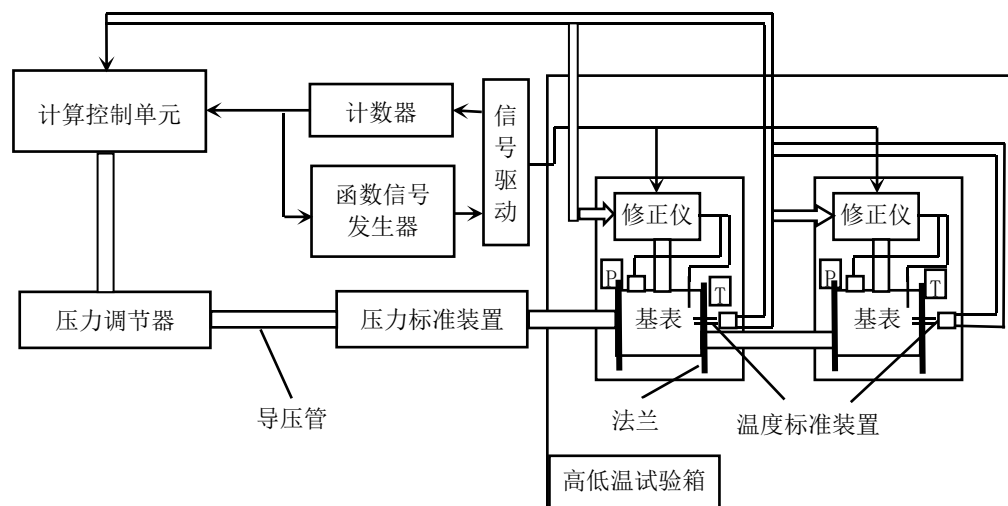 计算控制单元
计数器
信号驱动
函数信号
发生器
修正仪
修正仪
P
T
P
T
基表
基表
压力调节器
压力标准装置
导压管
法兰
温度标准装置
高低温试验箱